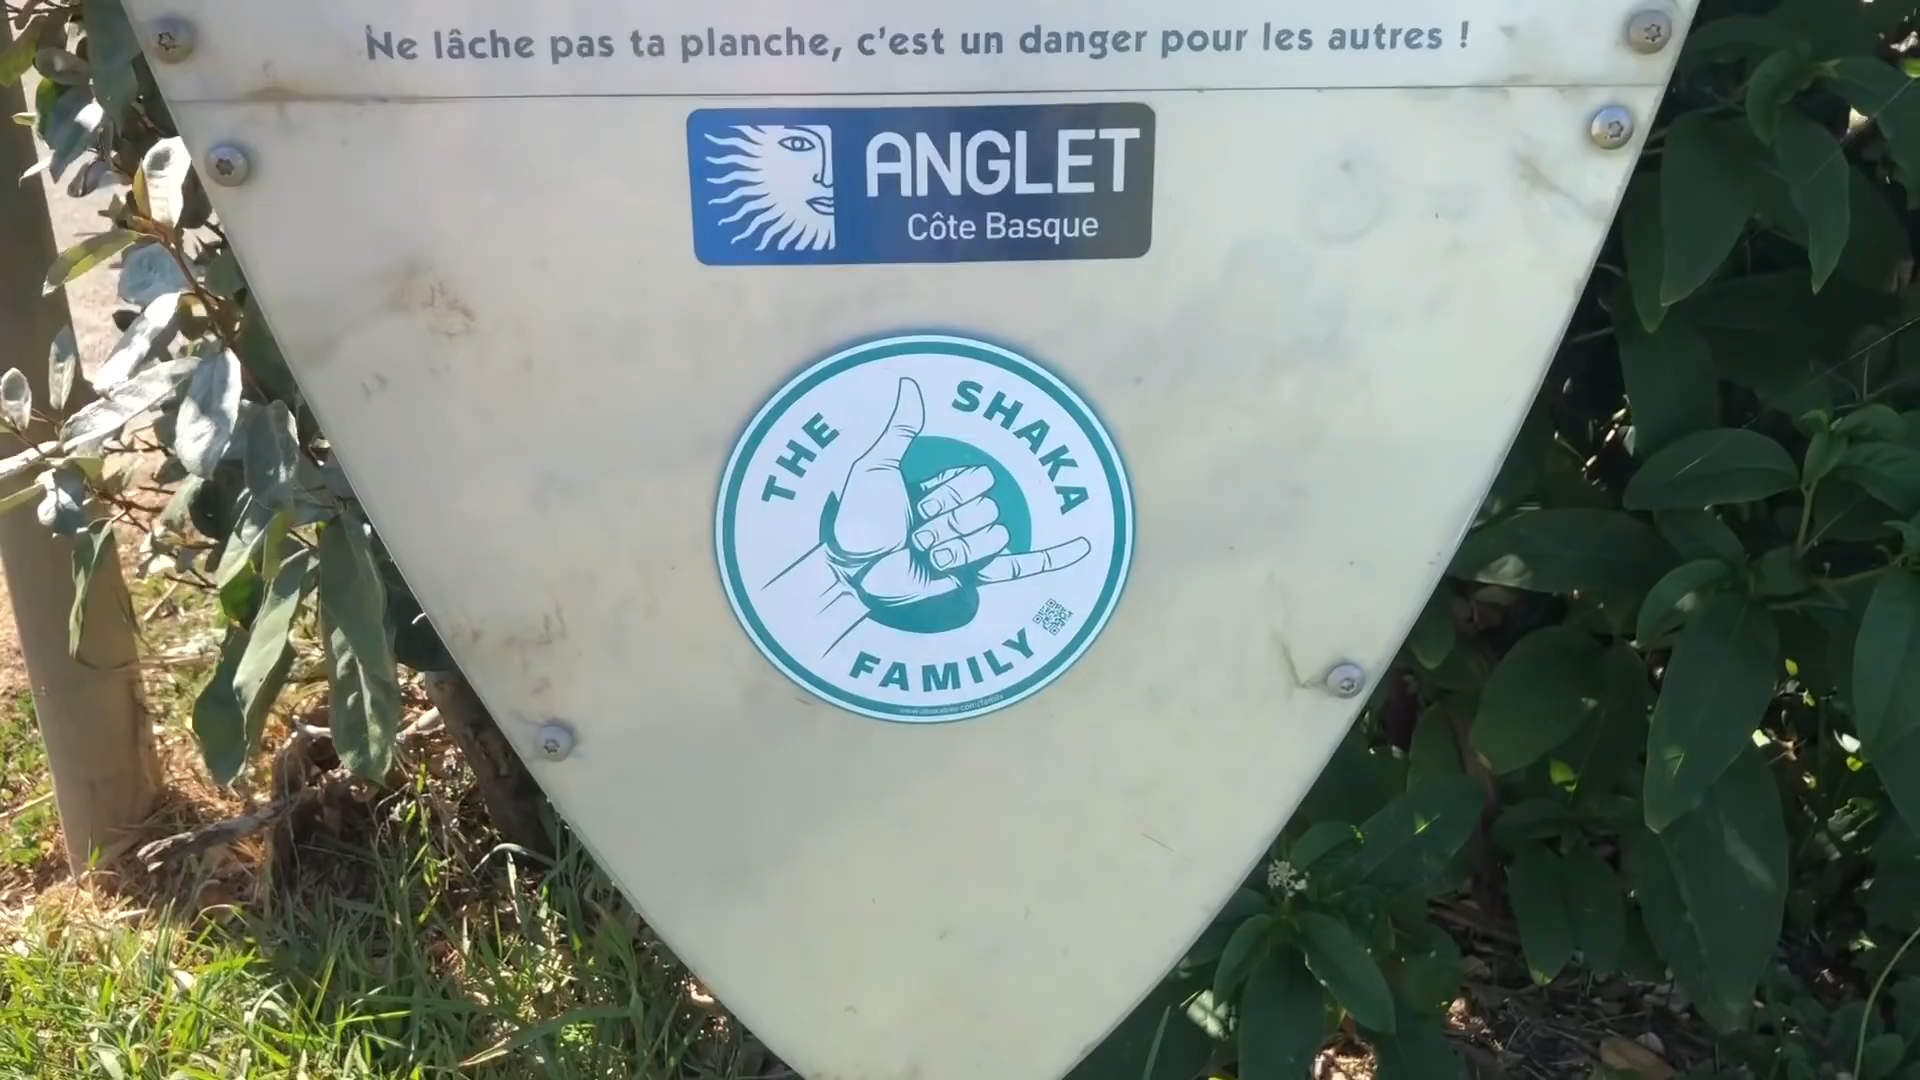 Ne lâche pas ta planche, c'est un danger pour les autres !
ANGLET
Côte Basque
THE SHAKA
FAMILY